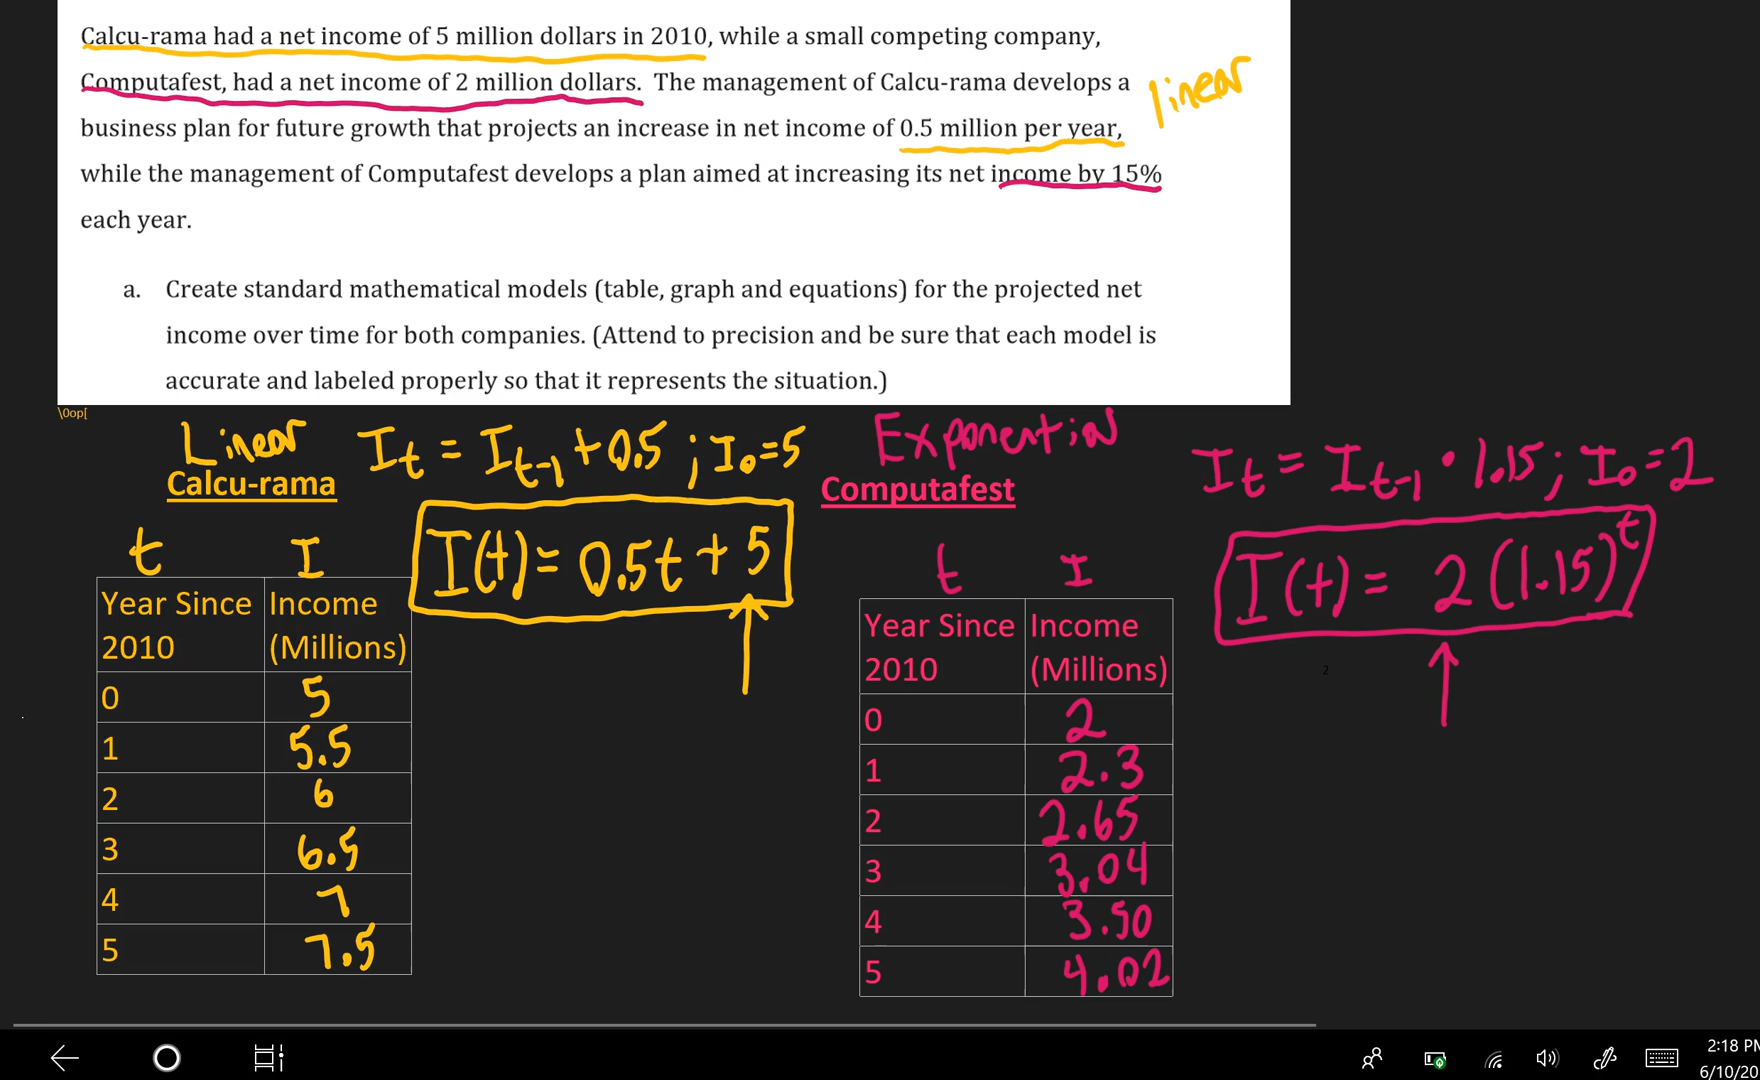 Calcu-rama had a net income of 5 million dollars in 2010, while a small competing company,
Computafest, had a net income of 2 million dollars. The management of Calcu-rama develops a
linear
business plan for future growth that projects an increase in net income of 0.5 million per year,
while the management of Computafest develops a plan aimed at increasing its net income by 15%
each year.
a. Create standard mathematical models (table, graph and equations) for the projected net
income over time for both companies. (Attend to precision and be sure that each model is
accurate and labeled properly so that it represents the situation.)
\0op[
Linear
I_t = I_{t-1} + 0.5 ; I_0 = 5
Calcu-rama
I(t) = 0.5t + 5
t I
Year Since 2010 Income (Millions)
0 5
1 5.5
2 6
3 6.5
4 7
5 7.5
Exponential
I_t = I_{t-1} • 1.15 ; I_0 = 2
Computafest
I(t) = 2(1.15)^t
t I
Year Since 2010 Income (Millions)
0 2
1 2.3
2 2.65
3 3.04
4 3.50
5 4.02
2
2:18 PM
6/10/20